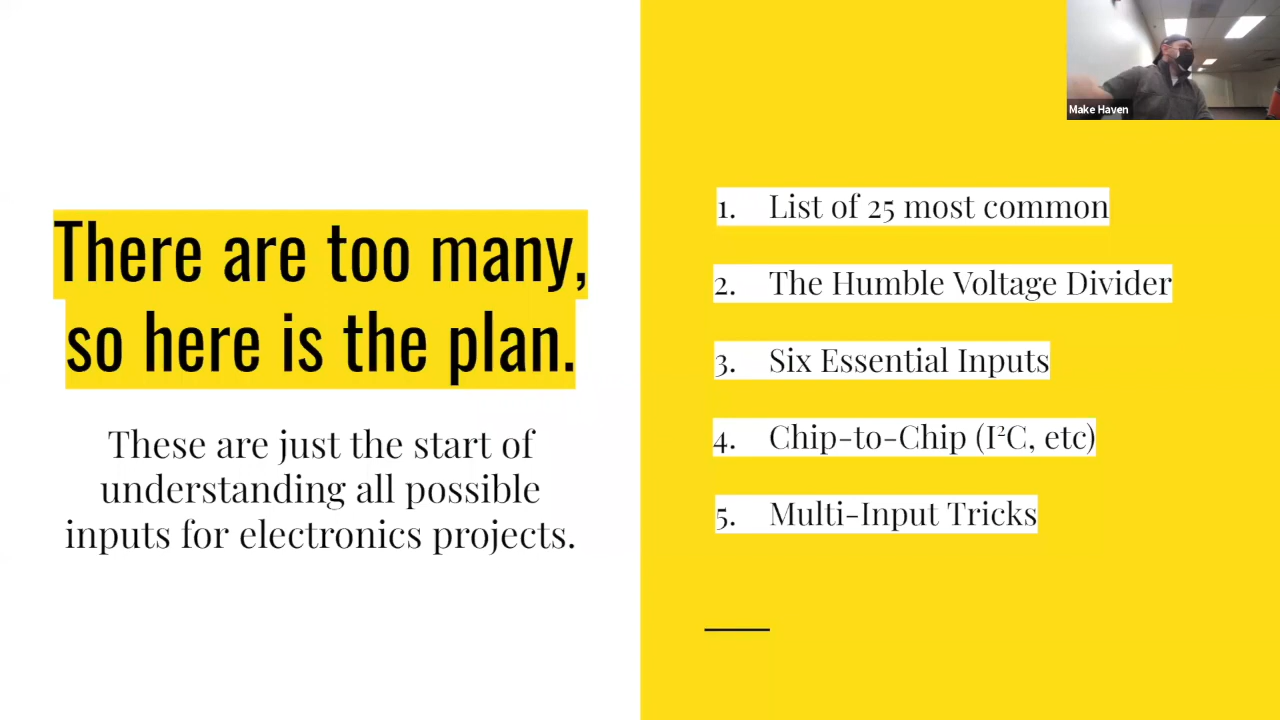 There are too many,
so here is the plan.
These are just the start of
understanding all possible
inputs for electronics projects.
Make Haven
1. List of 25 most common
2. The Humble Voltage Divider
3. Six Essential Inputs
4. Chip-to-Chip (I²C, etc)
5. Multi-Input Tricks